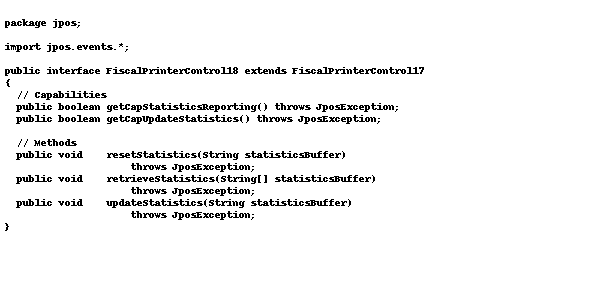 package jpos;

import jpos.events.*;

public interface FiscalPrinterControl18 extends FiscalPrinterControl17
{
  // Capabilities
  public boolean getCapStatisticsReporting() throws JposException;
  public boolean getCapUpdateStatistics() throws JposException;

  // Methods
  public void    resetStatistics(String statisticsBuffer)
                     throws JposException;
  public void    retrieveStatistics(String[] statisticsBuffer)
                     throws JposException;
  public void    updateStatistics(String statisticsBuffer)
                     throws JposException;
}